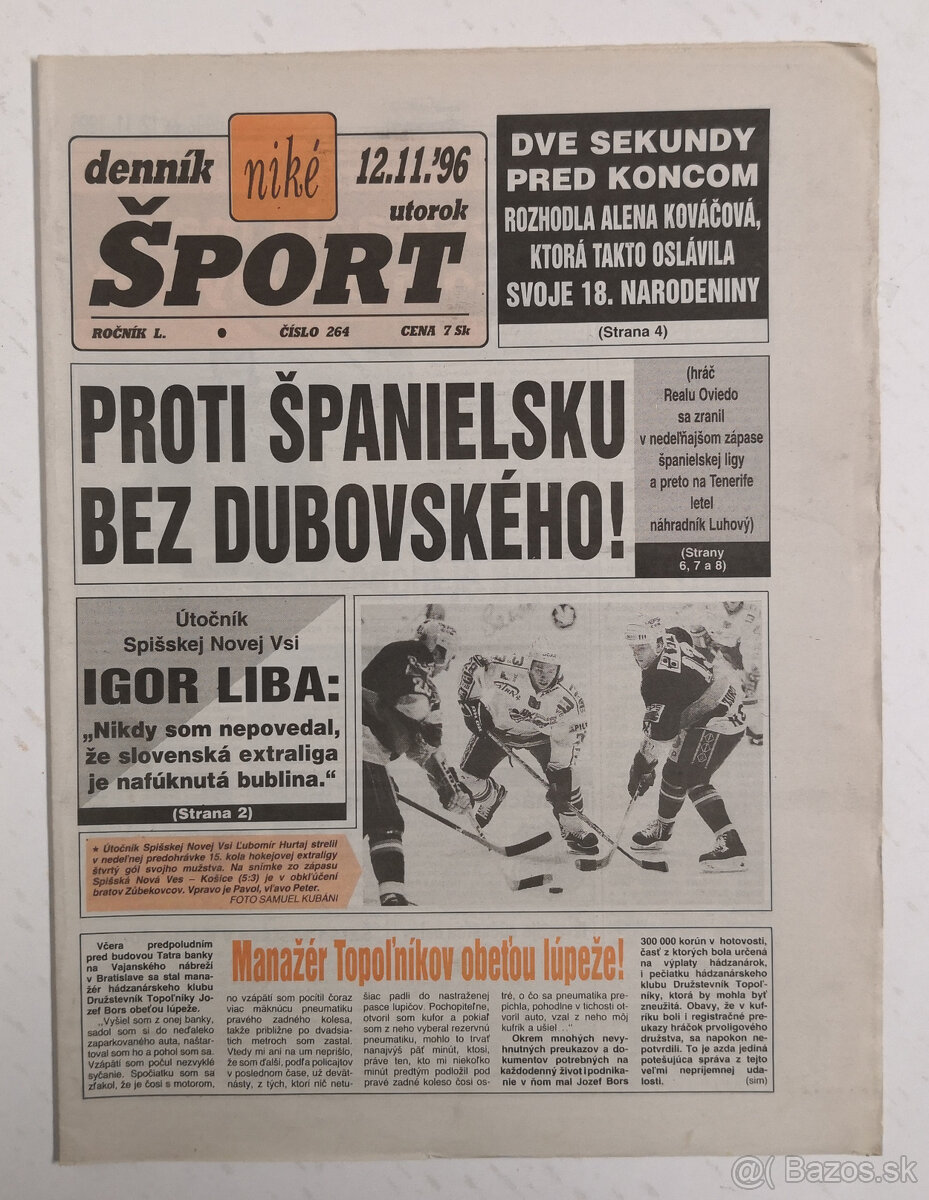 denník
niké
12.11.'96
utorok
ŠPORT
ROČNÍK L. ● ČÍSLO 264 CENA 7 Sk
DVE SEKUNDY
PRED KONCOM
ROZHODLA ALENA KOVÁČOVÁ,
KTORÁ TAKTO OSLÁVILA
SVOJE 18. NARODENINY
(Strana 4)
PROTI ŠPANIELSKU
BEZ DUBOVSKÉHO!
(hráč
Realu Oviedo
sa zranil
v nedeľňajšom zápase
španielskej ligy
a preto na Tenerife
letel
náhradník Luhový)
(Strany
6, 7 a 8)
Útočník
Spišskej Novej Vsi
IGOR LIBA:
„Nikdy som nepovedal,
že slovenská extraliga
je nafúknutá bublina.“
(Strana 2)
★ Útočník Spišskej Novej Vsi Ľubomír Hurtaj strelil
v nedeľnej predohrávke 15. kola hokejovej extraligy
štvrtý gól svojho mužstva. Na snímke zo zápasu
Spišská Nová Ves – Košice (5:3) je v obkľúčení
bratov Zůbekovcov. Vpravo je Pavol, vľavo Peter.
FOTO SAMUEL KUBÁNI
Manažér Topoľníkov obeťou lúpeže!
Včera predpoludním
pred budovou Tatra banky
na Vajanského nábreží
v Bratislave sa stal mana-
žér hádzanárskeho klubu
Družstevník Topoľníky Jo-
zef Bors obeťou lúpeže.
„Vyšiel som z onej banky,
sadol som si do neďaleko
zaparkovaného auta, naštar-
toval som ho a pohol som sa.
Vzápätí som počul nezvyklé
syčanie. Spočiatku som sa
zľakol, že je čosi s motorom,
no vzápätí som pocítil čoraz
viac mäknúcu pneumatiku
pravého zadného kolesa,
takže približne po dvadsia-
tich metroch som zastal.
Vtedy mi ani na um neprišlo,
že som ďalší, podľa policajtov
v poslednom čase, už devät-
násty, z tých, ktorí nič netu-
šiac padli do nastraženej
pasce lupičov. Pochopiteľne,
otvoril som kufor a pokiaľ
som z neho vyberal rezervnú
pneumatiku, mohlo to trvať
nanajvýš päť minút, ktosi,
práve ten, kto mi niekoľko
minút predtým podložil pod
pravé zadné koleso čosi os-
tré, o čo sa pneumatika pre-
pichla, pohodlne v tichosti ot-
voril auto, vzal z neho môj
kufrík a ušiel . .“
Okrem mnohých nevy-
hnutných preukazov a do-
kumentov potrebných na
každodenný život i podnika-
nie v ňom mal Jozef Bors
300 000 korún v hotovosti,
časť z ktorých bola určená
na výplaty hádzanárok,
i pečiatku hádzanárskeho
klubu Družstevník Topoľ-
níky, ktorá by mohla byť
zneužitá. Obavy, že v ku-
fríku boli i registračné pre-
ukazy hráčok prvoligového
družstva, sa napokon ne-
potvrdili. To je azda jediná
potešujúca správa z tejto
veľmi nepríjemnej uda-
losti. (sim)
@( Bazos.sk